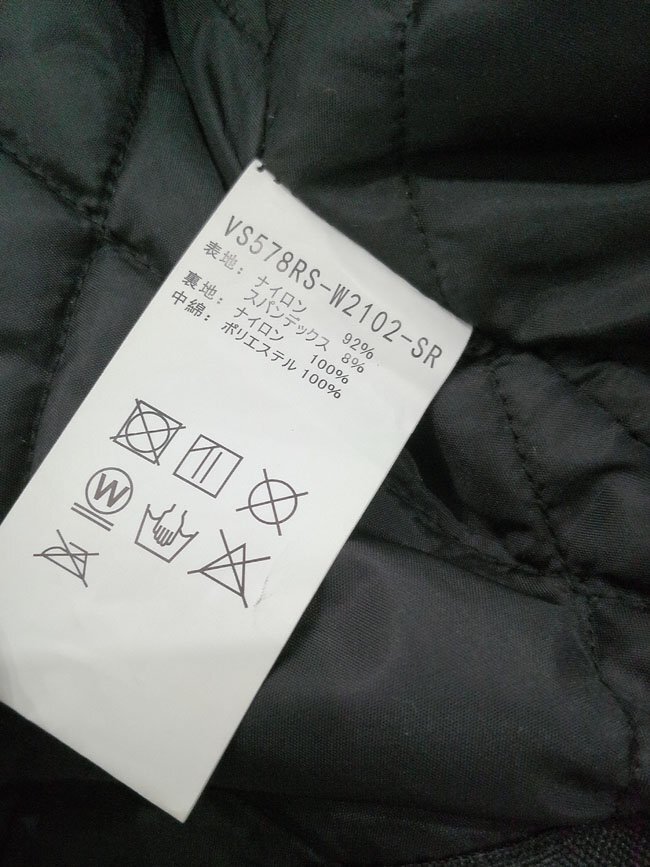 VS578RS-W2102-SR
表地: ナイロン 92%
スパンデックス 8%
裏地: ナイロン 100%
中綿: ポリエステル 100%
W